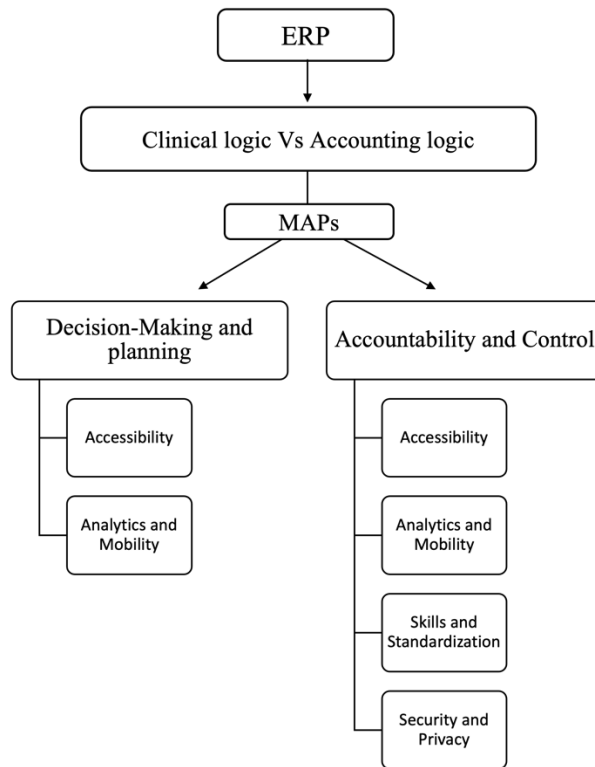 ERP
Clinical logic Vs Accounting logic
MAPs
Decision-Making and
planning
Accessibility
Analytics and
Mobility
Accountability and Control
Accessibility
Analytics and
Mobility
Skills and
Standardization
Security and
Privacy